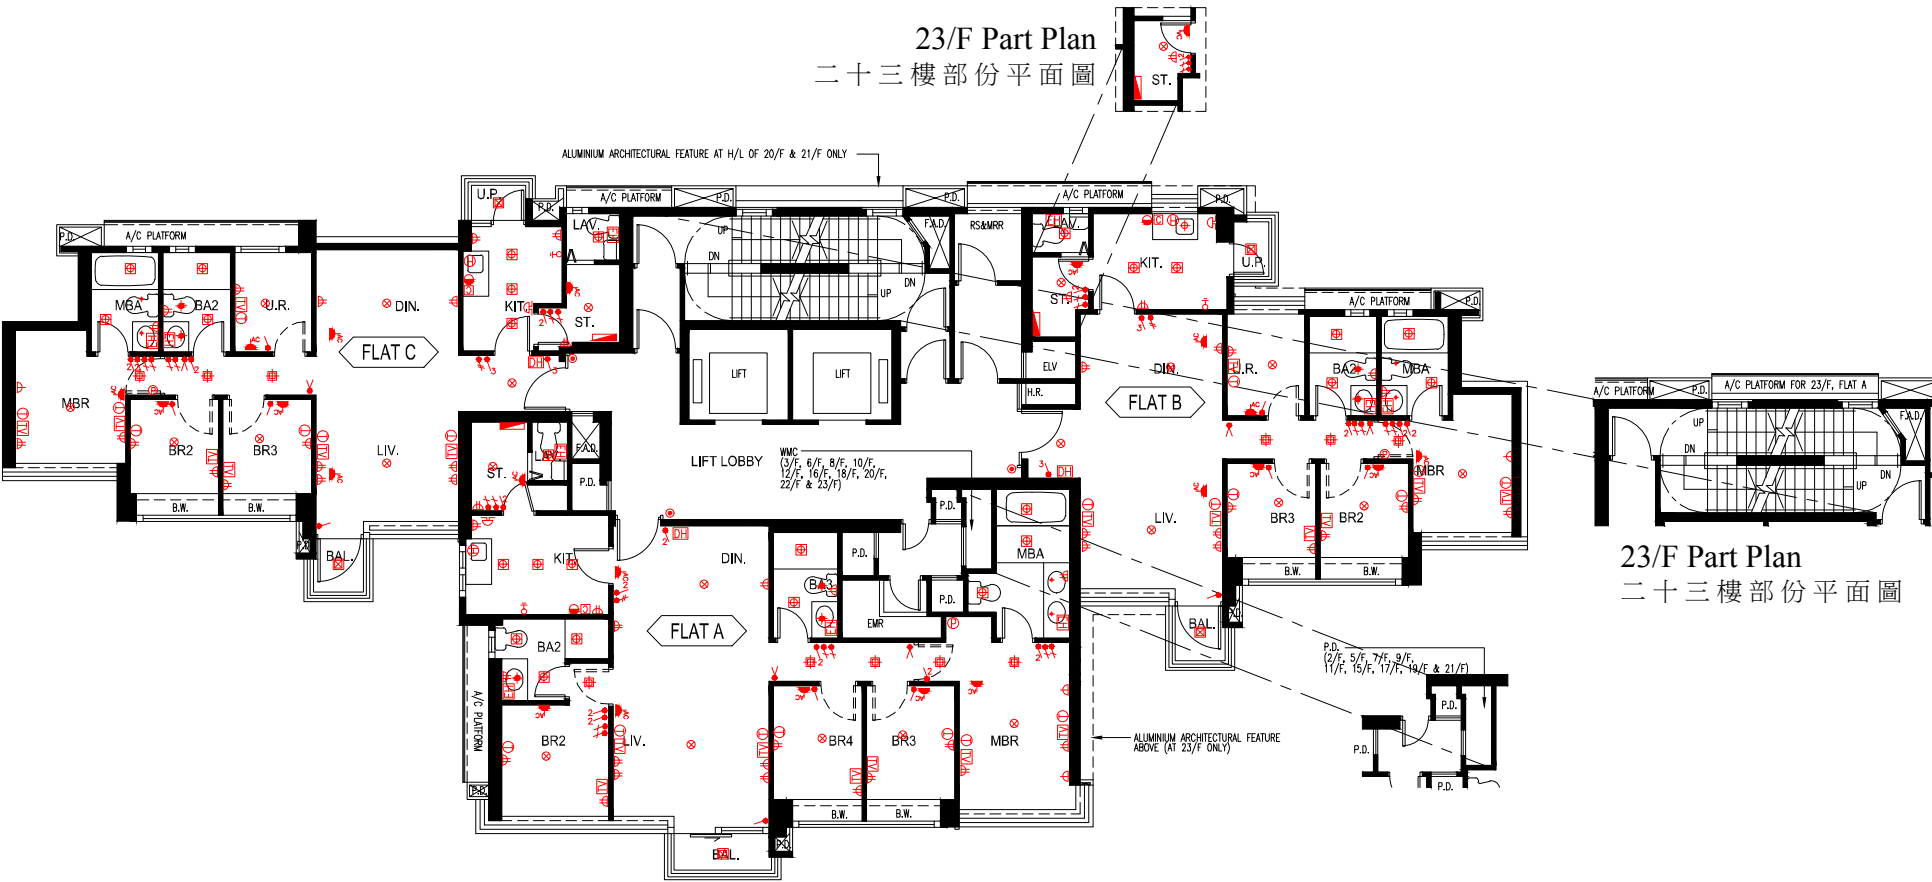 23/F Part Plan
二十三樓部份平面圖
ST.
ALUMINIUM ARCHITECTURAL FEATURE AT H/L OF 20/F & 21/F ONLY
U.P.
P.D.
A/C PLATFORM
P.D.
P.D.
A/C PLATFORM
P.D.
P.D.
A/C PLATFORM
LAV.
UP
DN
DN
UP
F.A.D.
RS&MRR
LAV.
KIT.
U.P.
MBA
BA2
U.R.
DIN.
KIT.
ST.
ST.
A/C PLATFORM
P.D.
FLAT C
LIFT
LIFT
ELV
H.R.
DIN.
U.R.
BA2
MBA
FLAT B
MBR
BR2
BR3
LIV.
ST.
LAV.
F.A.D.
P.D.
LIFT LOBBY
WMC
(3/F, 6/F, 8/F, 10/F,
12/F, 16/F, 18/F, 20/F,
22/F & 23/F)
MBR
B.W.
B.W.
P.D.
BAL.
KIT.
DIN.
P.D.
P.D.
MBA
LIV.
BR3
BR2
B.W.
B.W.
BA3
P.D.
EMR
FLAT A
BA2
BAL.
P.D.
A/C PLATFORM
P.D.
A/C PLATFORM FOR 23/F, FLAT A
F.A.D.
UP
DN
DN
UP
23/F Part Plan
二十三樓部份平面圖
P.D.
(2/F, 5/F, 7/F, 9/F,
11/F, 15/F, 17/F, 19/F & 21/F)
P.D.
P.D.
P.D.
A/C PLATFORM
BR2
LIV.
BR4
BR3
MBR
ALUMINIUM ARCHITECTURAL FEATURE
ABOVE (AT 23/F ONLY)
P.D.
B.W.
B.W.
BAL.
P.D.